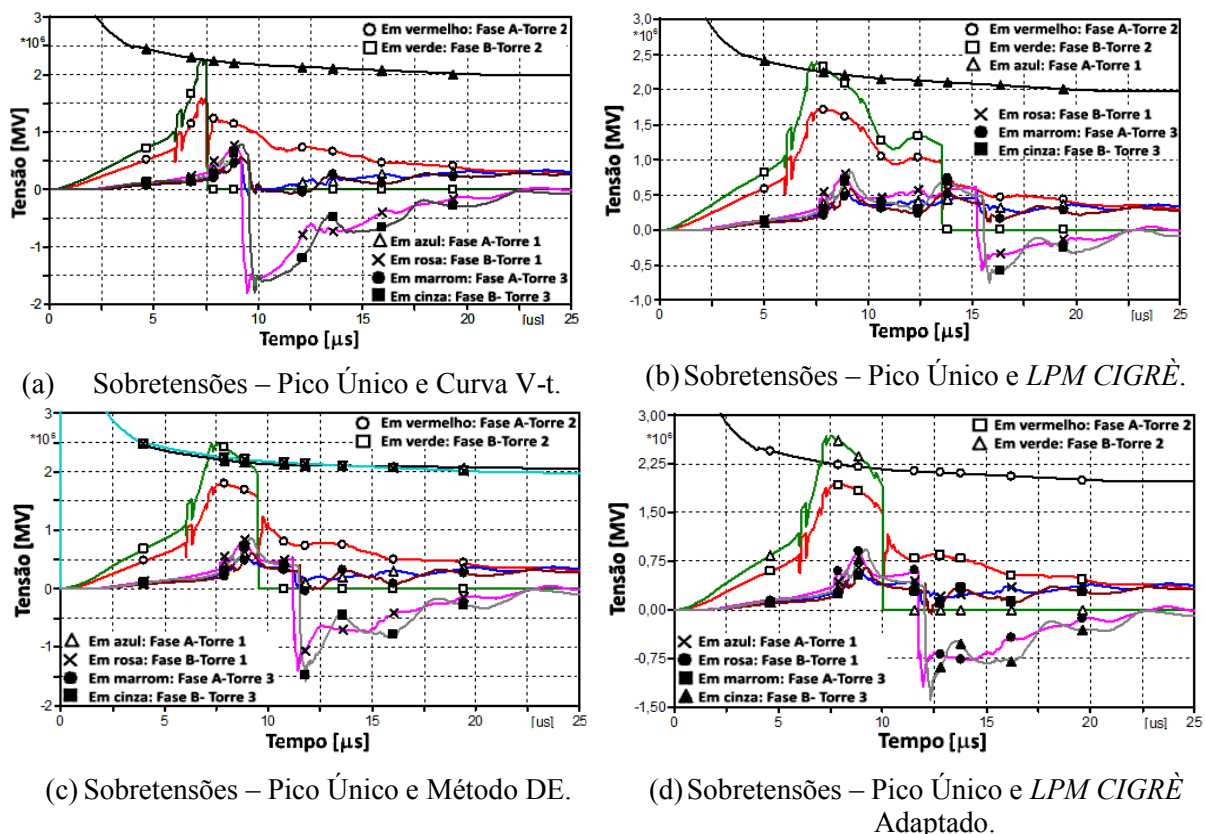 3
*10⁶
2
1
0
-1
-2
Tensão [MV]
Em vermelho: Fase A-Torre 2
Em verde: Fase B-Torre 2
Em azul: Fase A-Torre 1
Em rosa: Fase B-Torre 1
Em marrom: Fase A-Torre 3
Em cinza: Fase B- Torre 3
0 5 10 15 20 [us] 25
Tempo [μs]
(a) Sobretensões – Pico Único e Curva V-t.
3,0
*10⁶
2,5
2,0
1,5
1,0
0,5
0,0
-0,5
-1,0
Tensão [MV]
Em vermelho: Fase A-Torre 2
Em verde: Fase B-Torre 2
Em azul: Fase A-Torre 1
Em rosa: Fase B-Torre 1
Em marrom: Fase A-Torre 3
Em cinza: Fase B- Torre 3
0 5 10 15 20 [us] 25
Tempo [μs]
(b) Sobretensões – Pico Único e LPM CIGRÈ.
3
*10⁶
2
1
0
-1
-2
Tensão [MV]
Em vermelho: Fase A-Torre 2
Em verde: Fase B-Torre 2
Em azul: Fase A-Torre 1
Em rosa: Fase B-Torre 1
Em marrom: Fase A-Torre 3
Em cinza: Fase B- Torre 3
0 5 10 15 20 [us] 25
Tempo [μs]
(c) Sobretensões – Pico Único e Método DE.
3,00
*10⁶
2,25
1,50
0,75
0,00
-0,75
-1,50
Tensão [MV]
Em vermelho: Fase A-Torre 2
Em verde: Fase B-Torre 2
Em azul: Fase A-Torre 1
Em rosa: Fase B-Torre 1
Em marrom: Fase A-Torre 3
Em cinza: Fase B- Torre 3
0 5 10 15 20 [us] 25
Tempo [μs]
(d) Sobretensões – Pico Único e LPM CIGRÈ
Adaptado.